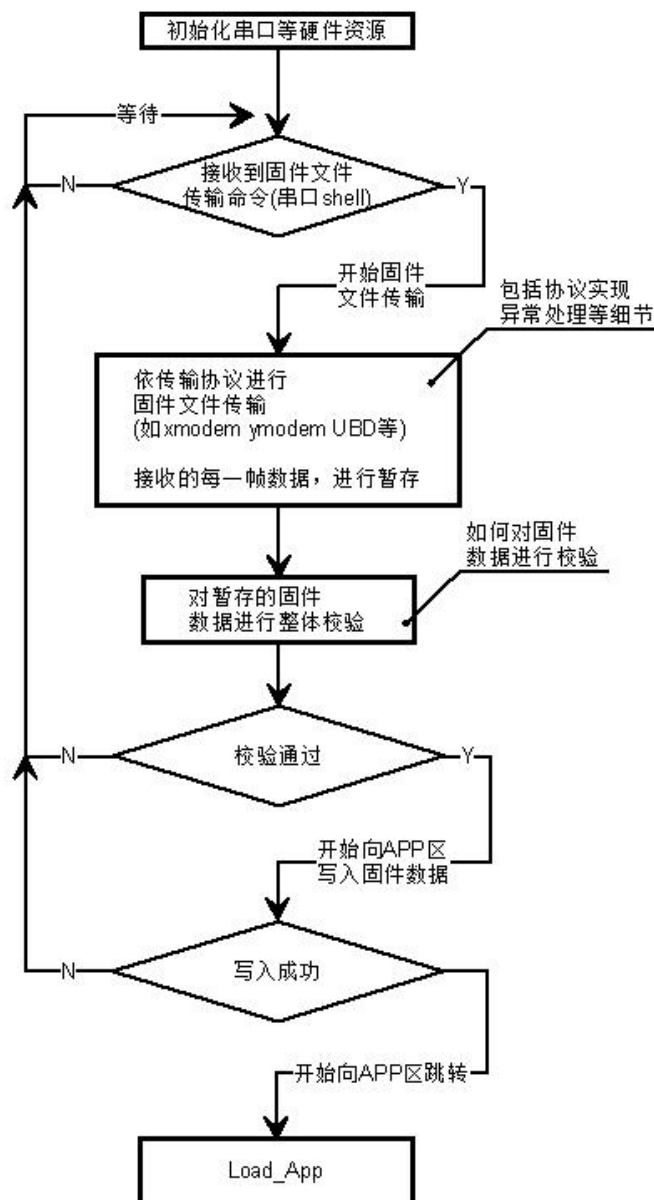 初始化串口等硬件资源
等待
接收到固件文件
传输命令(串口shell)
N
Y
开始固件
文件传输
包括协议实现
异常处理等细节
依传输协议进行
固件文件传输
(如xmodem ymodem UBD等)
接收的每一帧数据，进行暂存
如何对固件
数据进行校验
对暂存的固件
数据进行整体校验
N
校验通过
Y
开始向APP区
写入固件数据
N
写入成功
开始向APP区跳转
Load_App